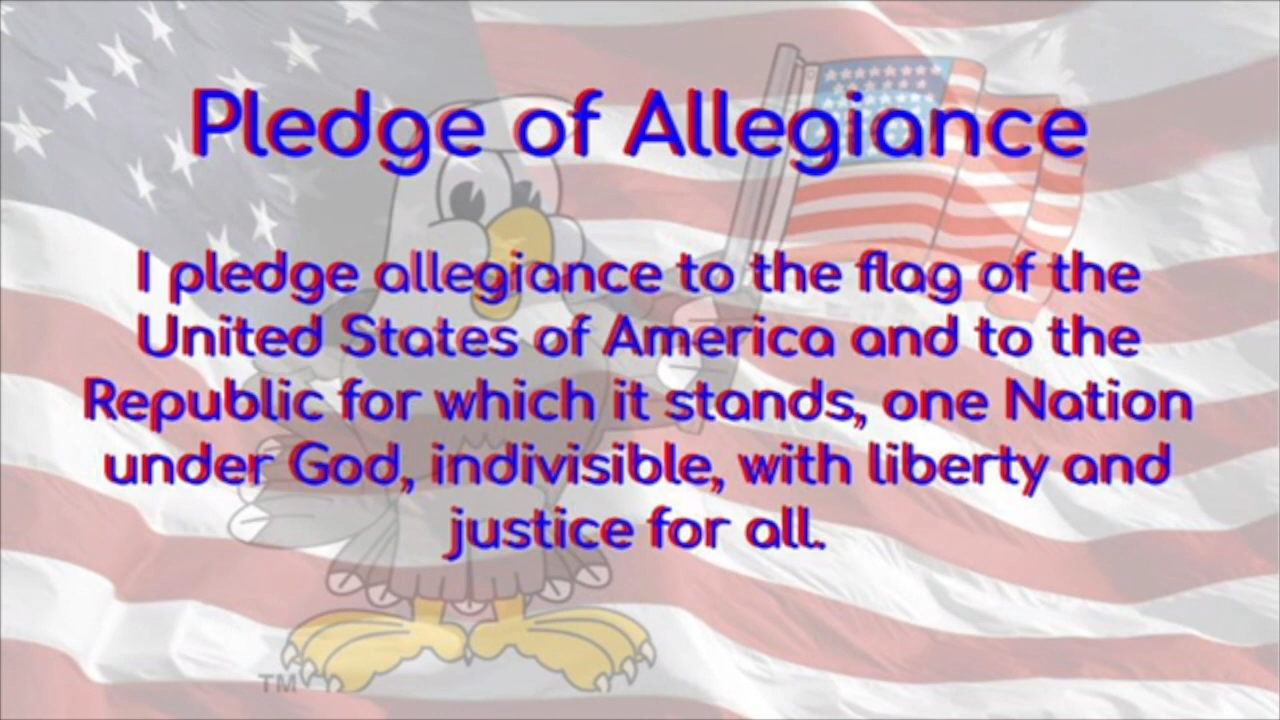 Pledge of Allegiance
I pledge allegiance to the flag of the
United States of America and to the
Republic for which it stands, one Nation
under God, indivisible, with liberty and
justice for all.
TM